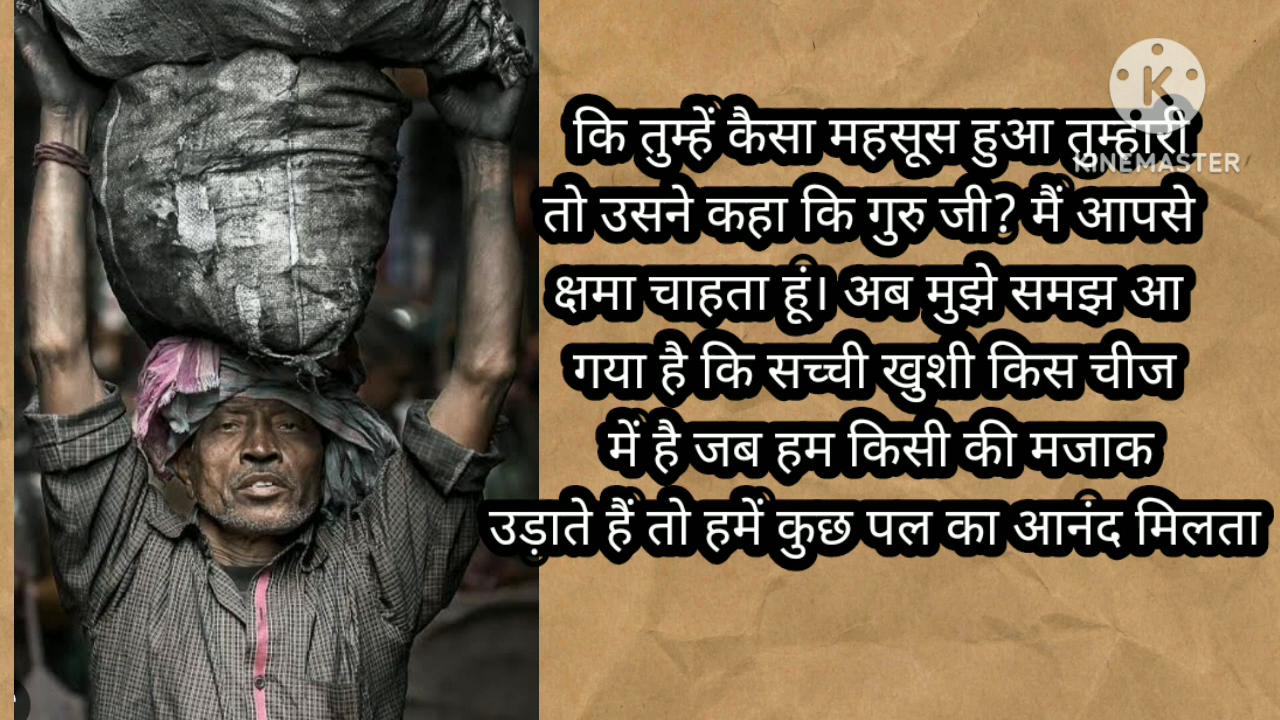 K
KINEMASTER
कि तुम्हें कैसा महसूस हुआ तुम्हारी
तो उसने कहा कि गुरु जी? मैं आपसे
क्षमा चाहता हूं। अब मुझे समझ आ
गया है कि सच्ची खुशी किस चीज
में है जब हम किसी की मजाक
उड़ाते हैं तो हमें कुछ पल का आनंद मिलता